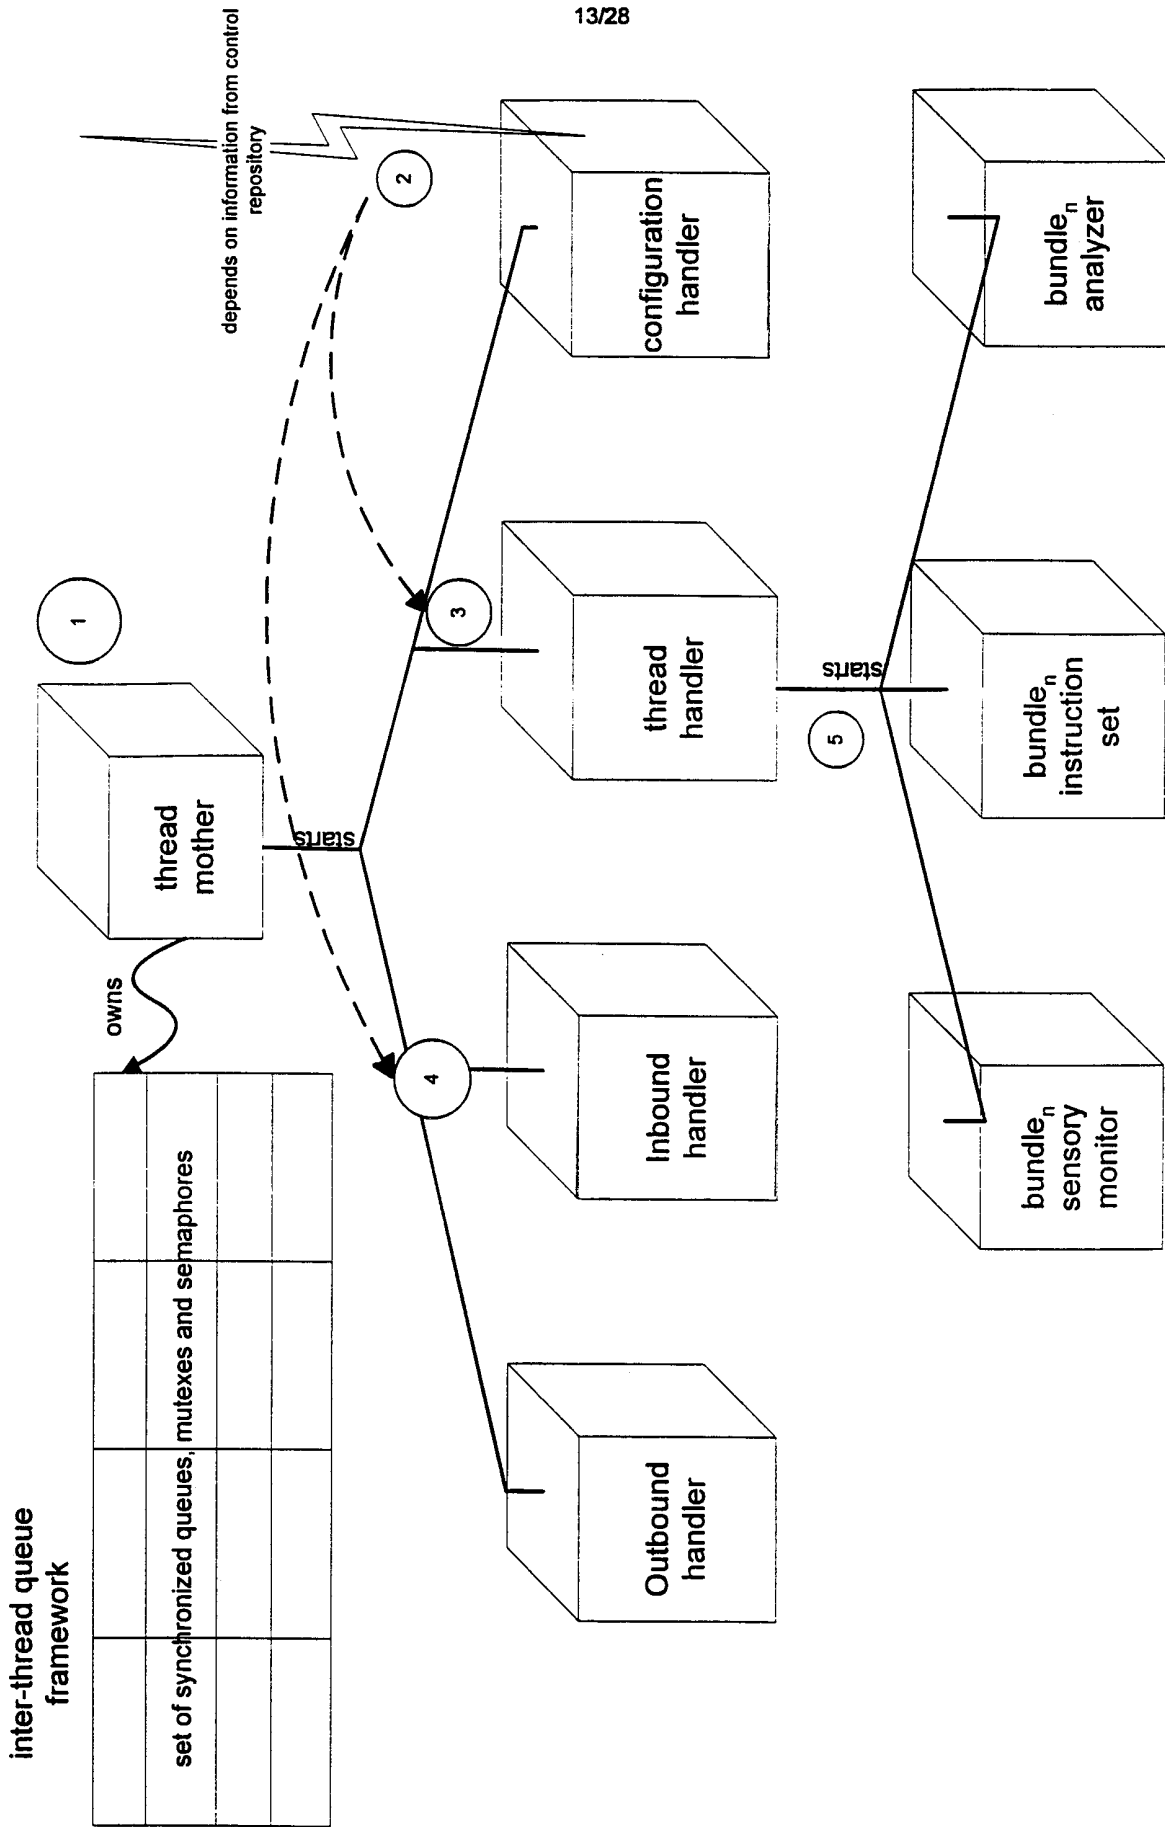 13/28
inter-thread queue
framework
set of synchronized queues, mutexes and semaphores
owns
thread
mother
1
depends on information from control
repository
2
starts
3
4
Outbound
handler
Inbound
handler
thread
handler
configuration
handler
5
starts
bundleₙ
sensory
monitor
bundleₙ
instruction
set
bundleₙ
analyzer